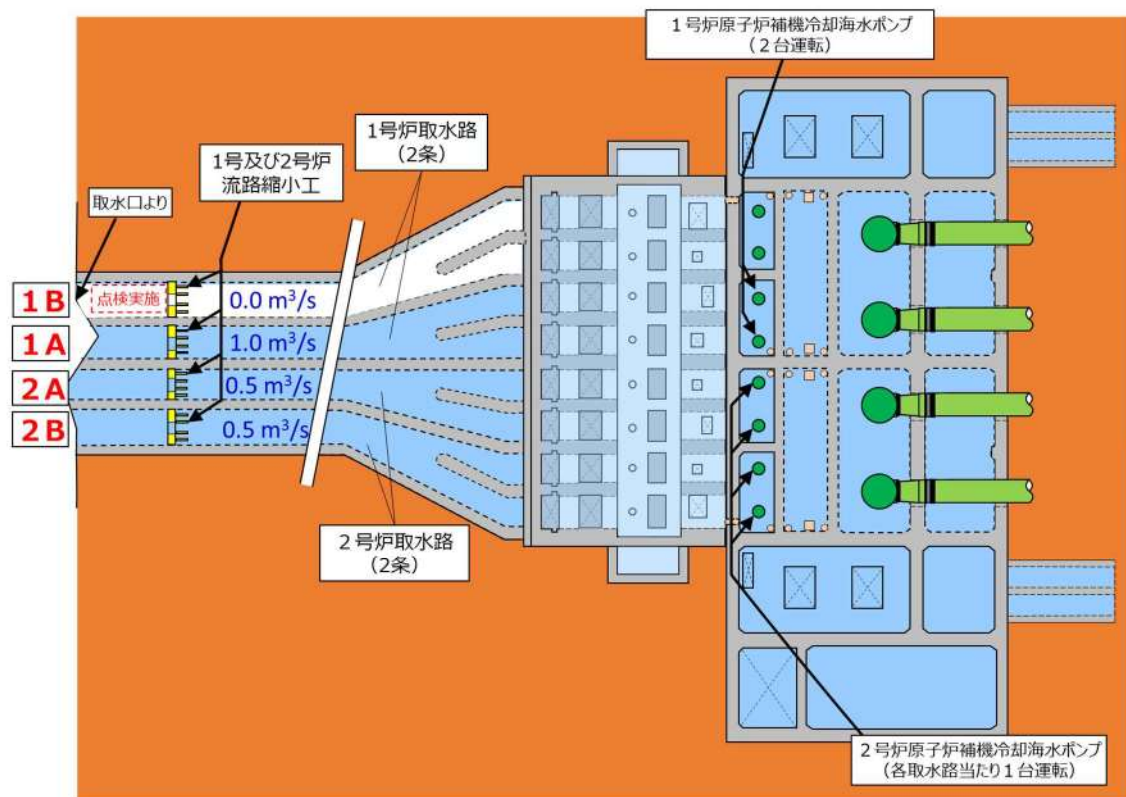 1号炉原子炉補機冷却海水ポンプ
(2台運転)
1号炉取水路
(2条)
1号及び2号炉
流路縮小工
取水口より
1B
点検実施
0.0 m³/s
1A
1.0 m³/s
2A
0.5 m³/s
2B
0.5 m³/s
2号炉取水路
(2条)
2号炉原子炉補機冷却海水ポンプ
(各取水路当たり1台運転)